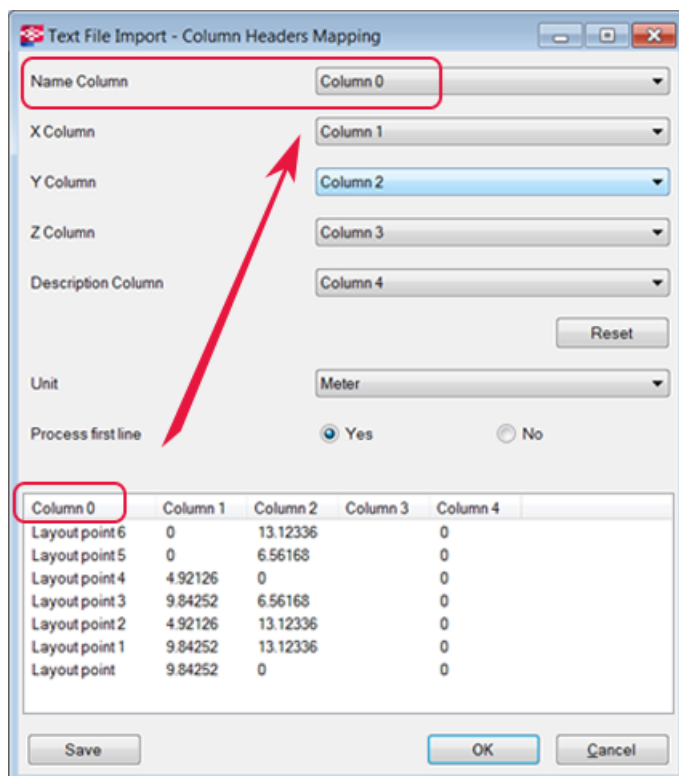 Text File Import - Column Headers Mapping
Name Column Column 0
X Column Column 1
Y Column Column 2
Z Column Column 3
Description Column Column 4
Reset
Unit Meter
Process first line Yes No
Column 0 Column 1 Column 2 Column 3 Column 4
Layout point 6 0 13.12336 0
Layout point 5 0 6.56168 0
Layout point 4 4.92126 0 0
Layout point 3 9.84252 6.56168 0
Layout point 2 4.92126 13.12336 0
Layout point 1 9.84252 13.12336 0
Layout point 9.84252 0 0
Save OK Cancel